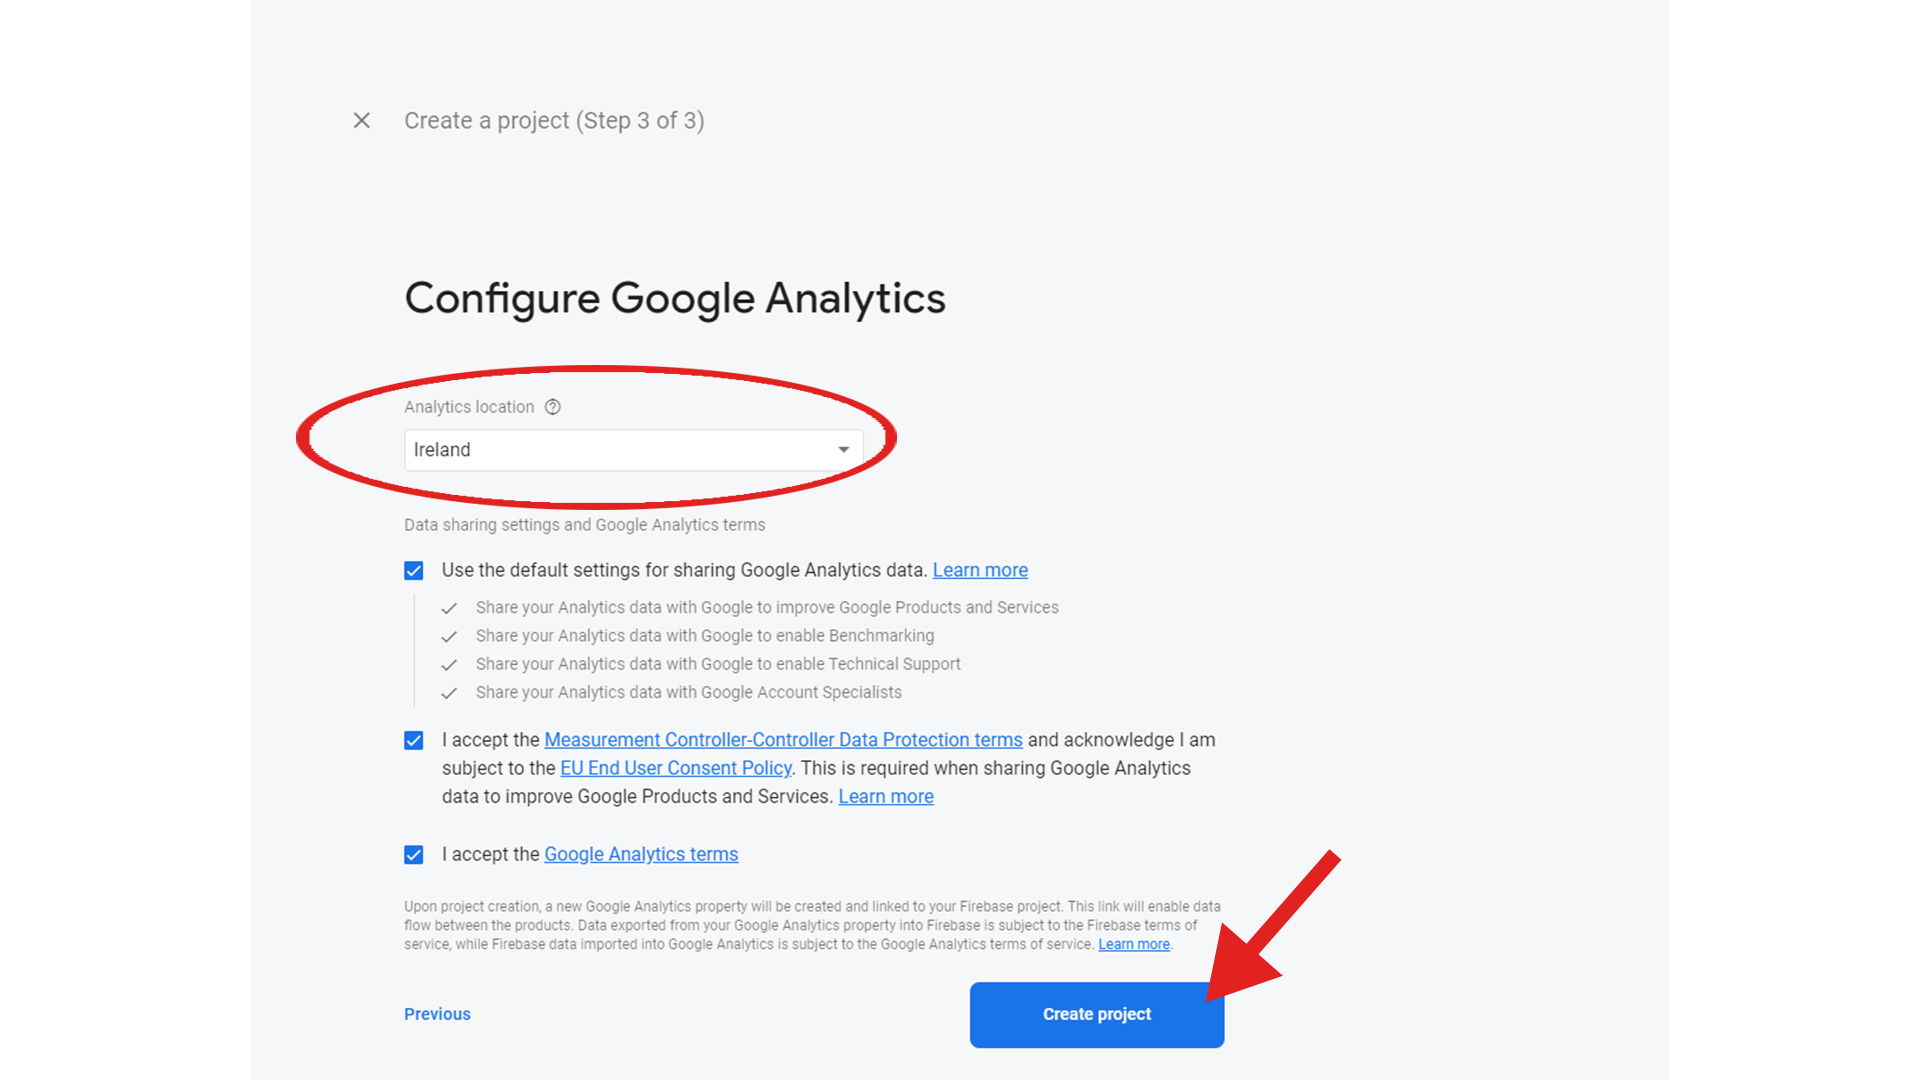 Create a project (Step 3 of 3)
Configure Google Analytics
Analytics location
Ireland
Data sharing settings and Google Analytics terms
Use the default settings for sharing Google Analytics data. Learn more
Share your Analytics data with Google to improve Google Products and Services
Share your Analytics data with Google to enable Benchmarking
Share your Analytics data with Google to enable Technical Support
Share your Analytics data with Google Account Specialists
I accept the Measurement Controller-Controller Data Protection terms and acknowledge I am
subject to the EU End User Consent Policy. This is required when sharing Google Analytics
data to improve Google Products and Services. Learn more
I accept the Google Analytics terms
Upon project creation, a new Google Analytics property will be created and linked to your Firebase project. This link will enable data
flow between the products. Data exported from your Google Analytics property into Firebase is subject to the Firebase terms of
service, while Firebase data imported into Google Analytics is subject to the Google Analytics terms of service. Learn more.
Previous
Create project